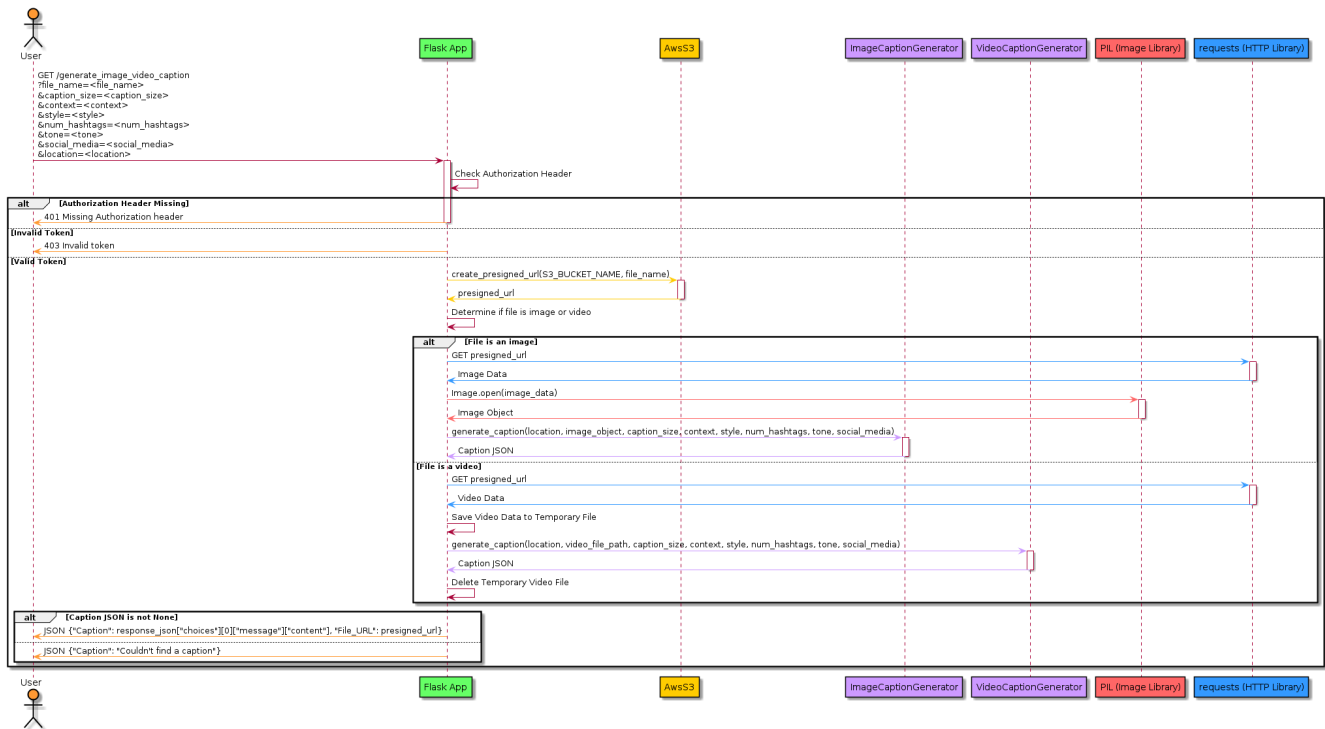 User
Flask App
AwsS3
ImageCaptionGenerator
VideoCaptionGenerator
PIL (Image Library)
requests (HTTP Library)
GET /generate_image_video_caption
?file_name=<file_name>
&caption_size=<caption_size>
&context=<context>
&style=<style>
&num_hashtags=<num_hashtags>
&tone=<tone>
&social_media=<social_media>
&location=<location>
Check Authorization Header
alt [Authorization Header Missing]
401 Missing Authorization header
[Invalid Token]
403 Invalid token
[Valid Token]
create_presigned_url(S3_BUCKET_NAME, file_name)
presigned_url
Determine if file is image or video
alt [File is an image]
GET presigned_url
Image Data
Image.open(image_data)
Image Object
generate_caption(location, image_object, caption_size, context, style, num_hashtags, tone, social_media)
Caption JSON
[File is a video]
GET presigned_url
Video Data
Save Video Data to Temporary File
generate_caption(location, video_file_path, caption_size, context, style, num_hashtags, tone, social_media)
Caption JSON
Delete Temporary Video File
alt [Caption JSON is not None]
JSON {"Caption": response_json["choices"][0]["message"]["content"], "File_URL": presigned_url}
JSON {"Caption": "Couldn't find a caption"}
User
Flask App
AwsS3
ImageCaptionGenerator
VideoCaptionGenerator
PIL (Image Library)
requests (HTTP Library)